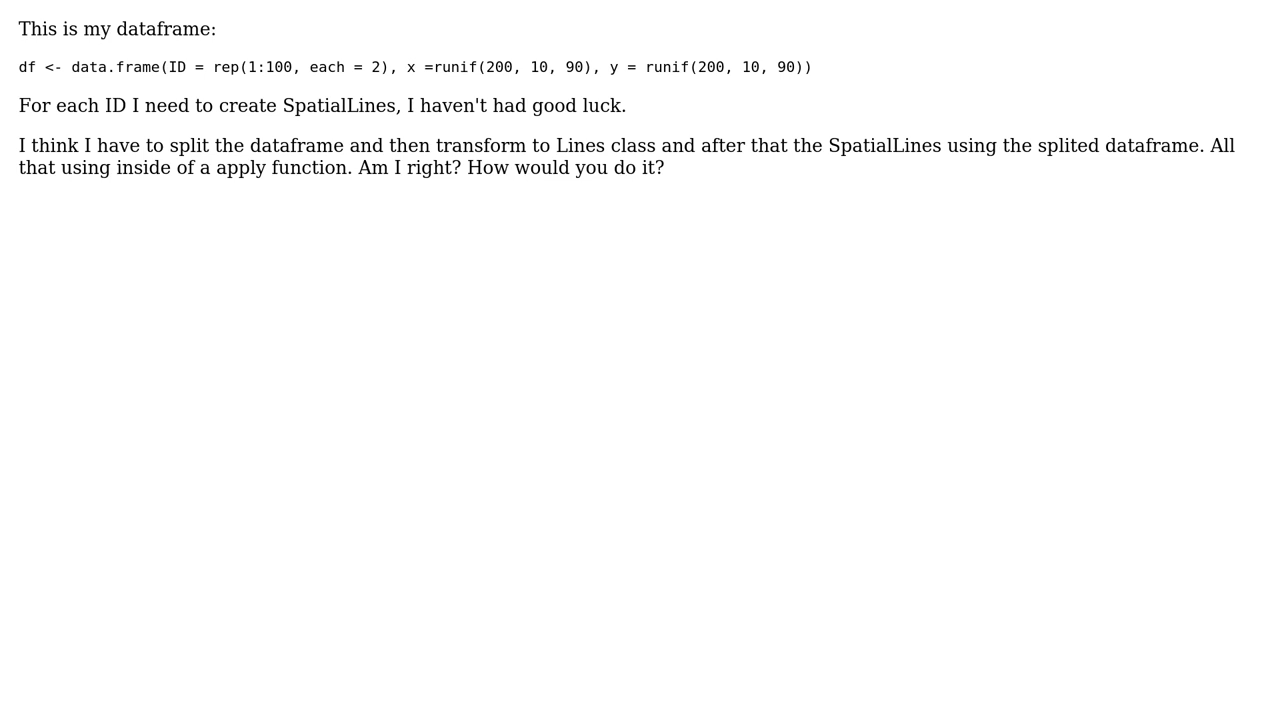 This is my dataframe:
df <- data.frame(ID = rep(1:100, each = 2), x =runif(200, 10, 90), y = runif(200, 10, 90))
For each ID I need to create SpatialLines, I haven't had good luck.
I think I have to split the dataframe and then transform to Lines class and after that the SpatialLines using the splited dataframe. All
that using inside of a apply function. Am I right? How would you do it?